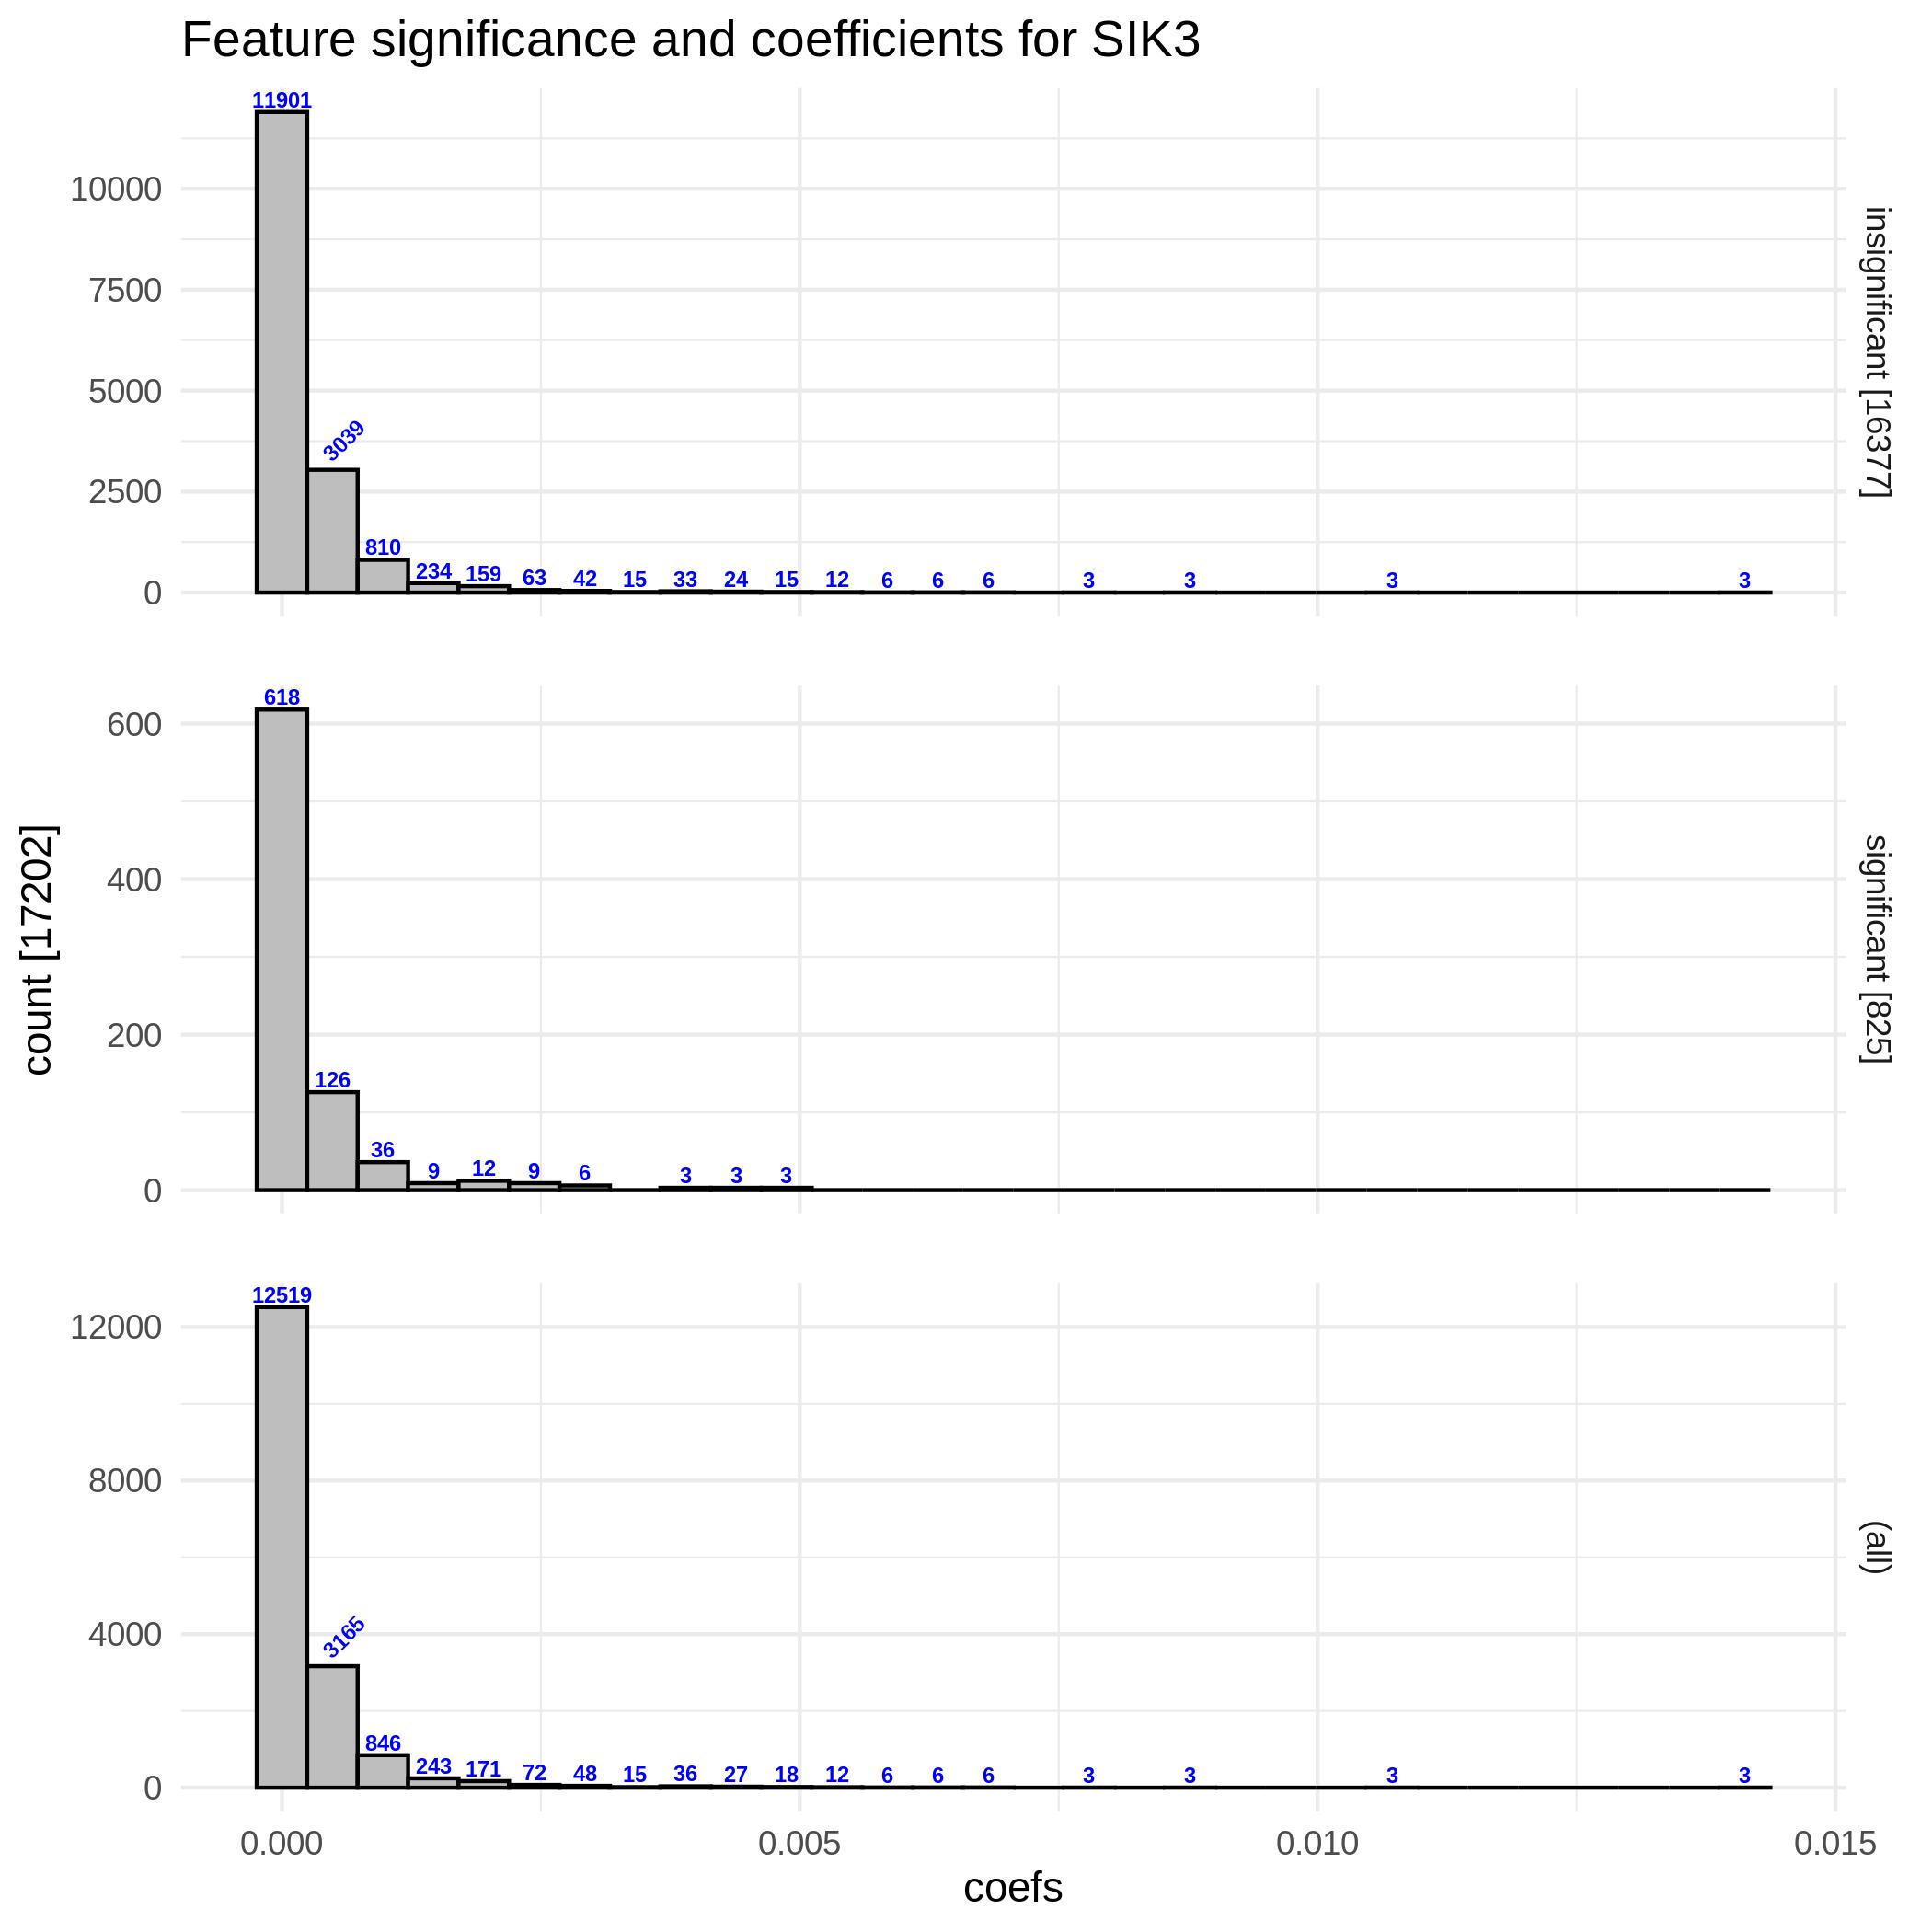 Feature significance and coefficients for SIK3
11901
10000
7500
5000
2500
0
3039
810
234 159 63 42 15 33 24 15 12 6 6 6 3 3 3 3
insignificant [16377]
count [17202]
618
600
400
200
0
126
36
9 12 9 6 3 3 3
significant [825]
12519
12000
8000
4000
0
3165
846
243 171 72 48 15 36 27 18 12 6 6 6 3 3 3 3
(all)
0.000 0.005 0.010 0.015
coefs